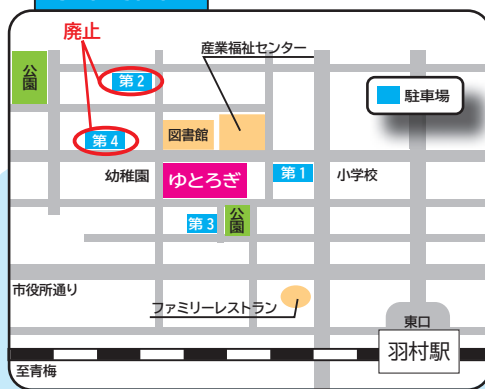 廃止
産業福祉センター
公園
第2
駐車場
第4
図書館
幼稚園
ゆとろぎ
第1
小学校
第3
公園
市役所通り
ファミリーレストラン
東口
羽村駅
至青梅